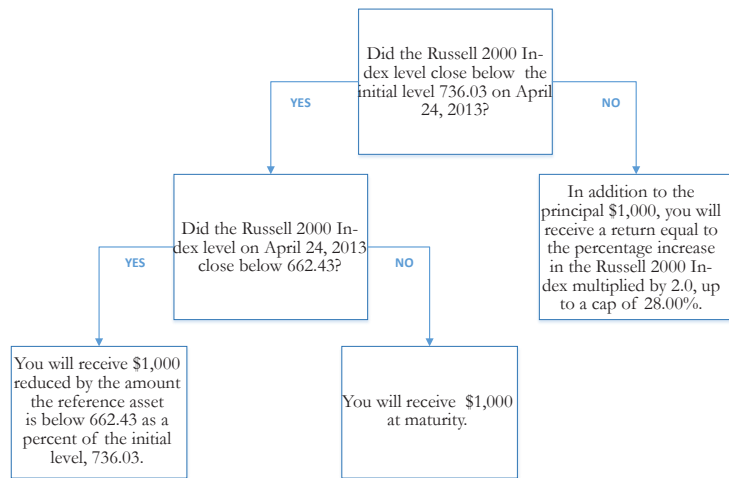 Did the Russell 2000 In-
dex level close below the
initial level 736.03 on April
24, 2013?
YES
NO
Did the Russell 2000 In-
dex level on April 24, 2013
close below 662.43?
In addition to the
principal $1,000, you will
receive a return equal to
the percentage increase
in the Russell 2000 In-
dex multiplied by 2.0, up
to a cap of 28.00%.
YES
NO
You will receive $1,000
reduced by the amount
the reference asset
is below 662.43 as a
percent of the initial
level, 736.03.
You will receive $1,000
at maturity.